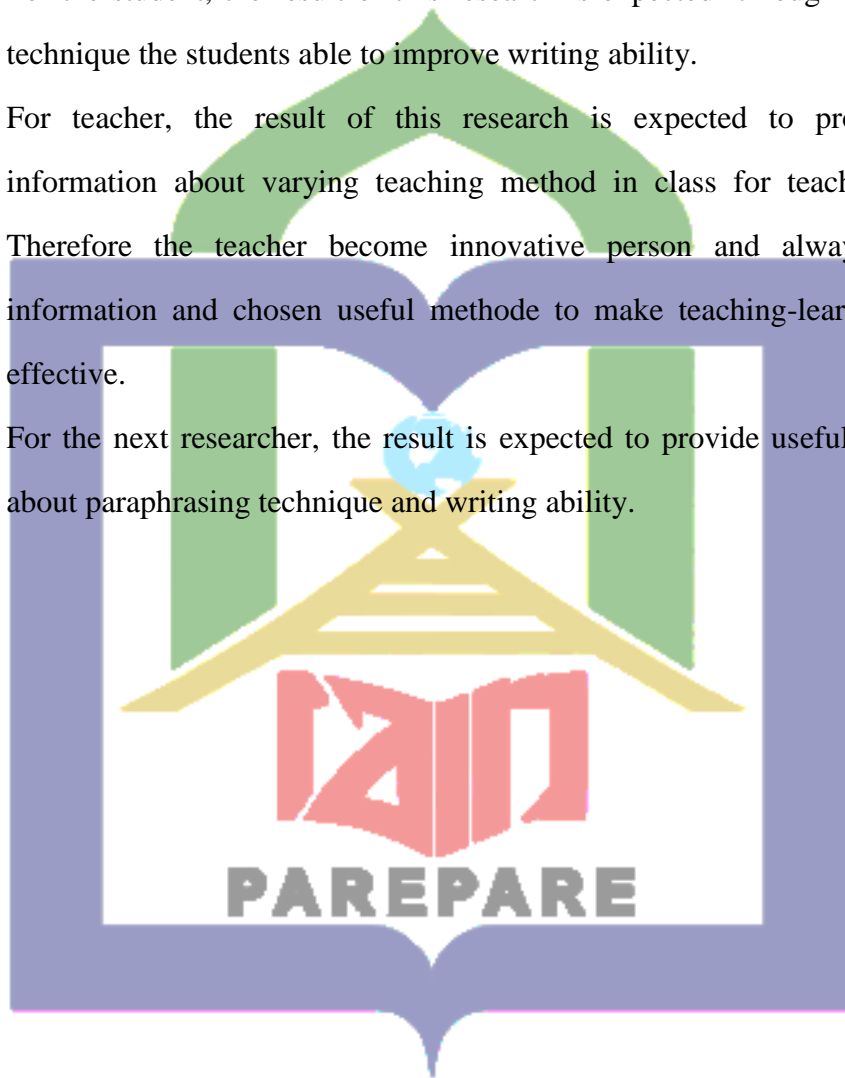 technique the students able to improve writing ability.
For teacher, the result of this research is expected to
information about varying teaching method in class for
Therefore the teacher become innovative person and
information and chosen useful methode to make
effective.
For the next researcher, the result is expected to provide useful
about paraphrasing technique and writing ability.
iain
PAREPARE